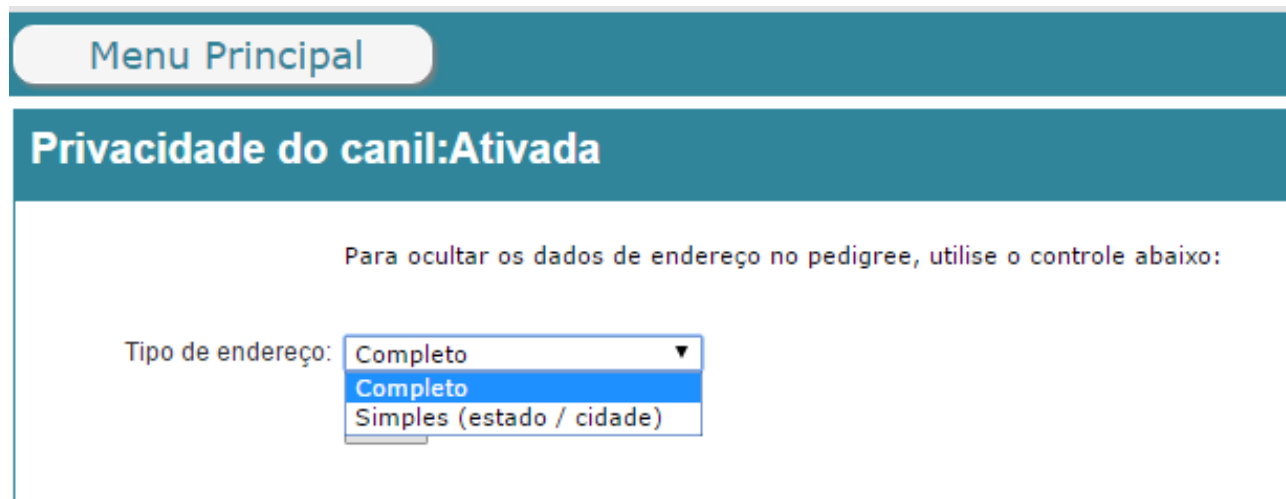 Menu Principal
Privacidade do canil:Ativada
Para ocultar os dados de endereço no pedigree, utilise o controle abaixo:
Tipo de endereço: Completo
Completo
Simples (estado / cidade)